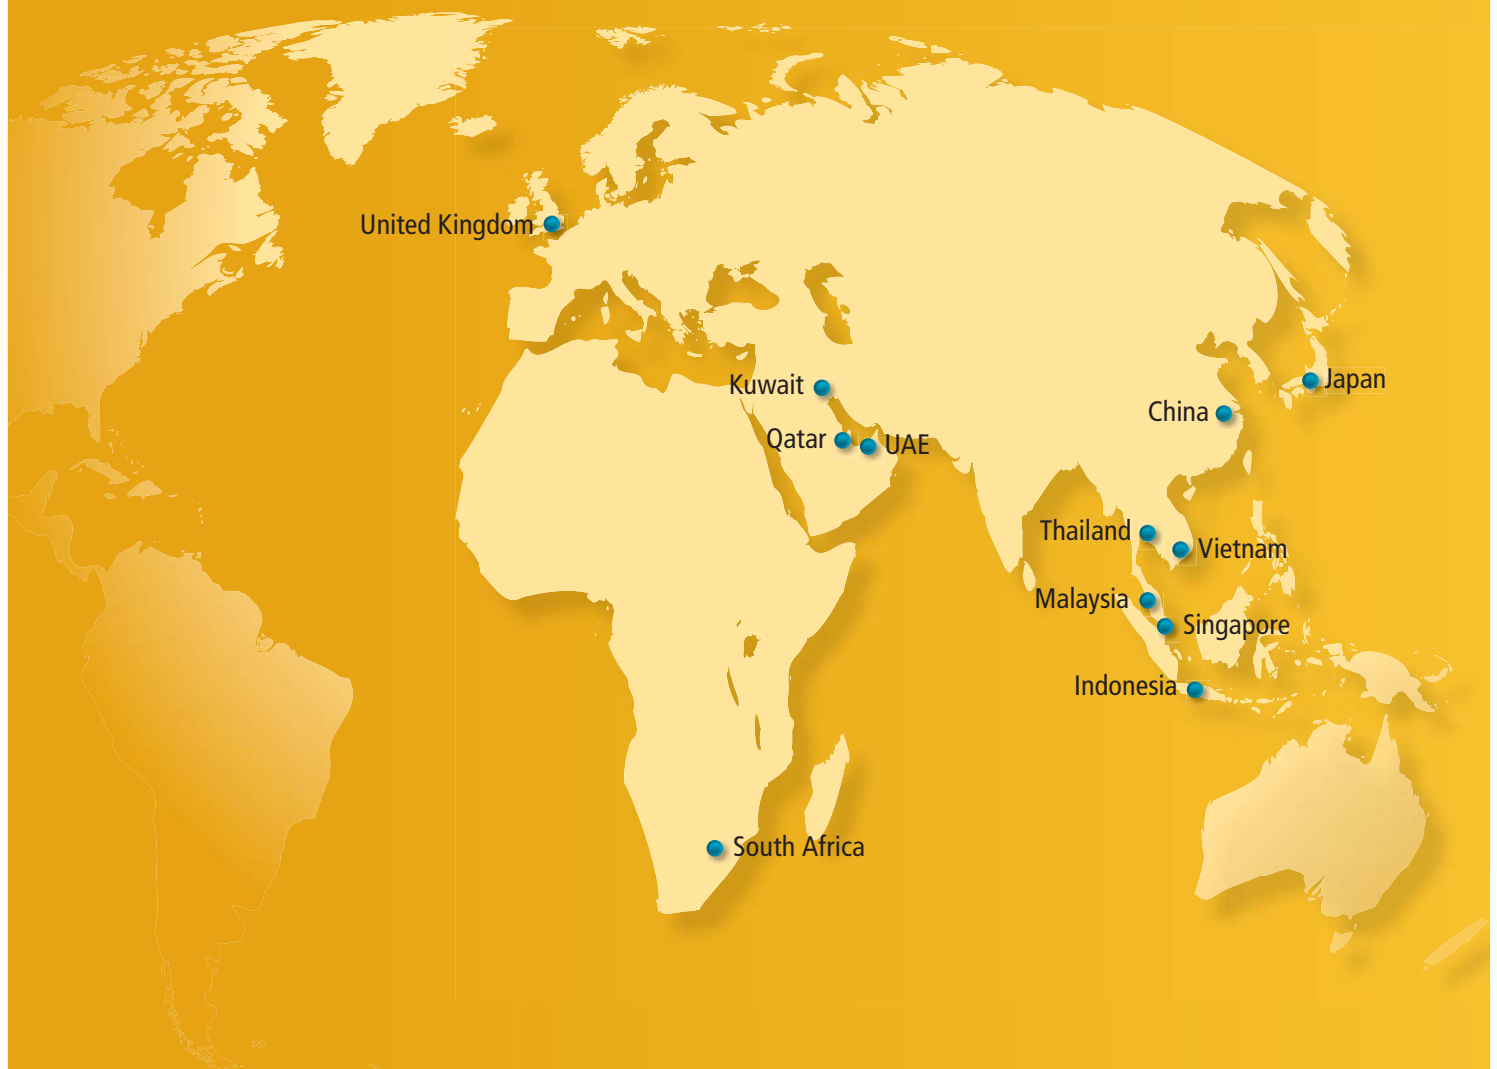 United Kingdom
Japan
Kuwait
China
Qatar
UAE
Thailand
Vietnam
Malaysia
Singapore
Indonesia
South Africa